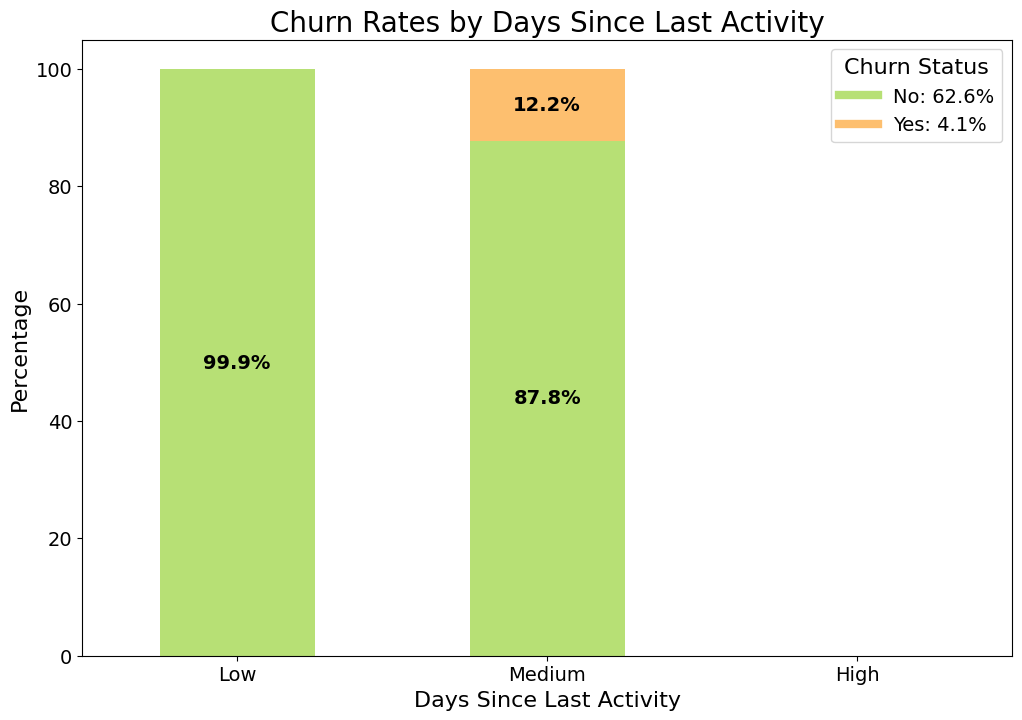 Churn Rates by Days Since Last Activity
Churn Status
No: 62.6%
Yes: 4.1%
Percentage
100
80
60
40
20
0
12.2%
99.9%
87.8%
Low
Medium
High
Days Since Last Activity